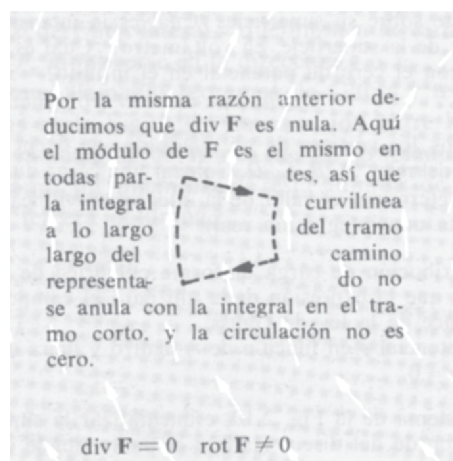 Por la misma razón anterior de-
ducimos que div F es nula. Aquí
el módulo de F es el mismo en
todas par- tes, así que
la integral curvilínea
a lo largo del tramo
largo del camino
representa- do no
se anula con la integral en el tra-
mo corto, y la circulación no es
cero.
div F = 0 rot F ≠ 0